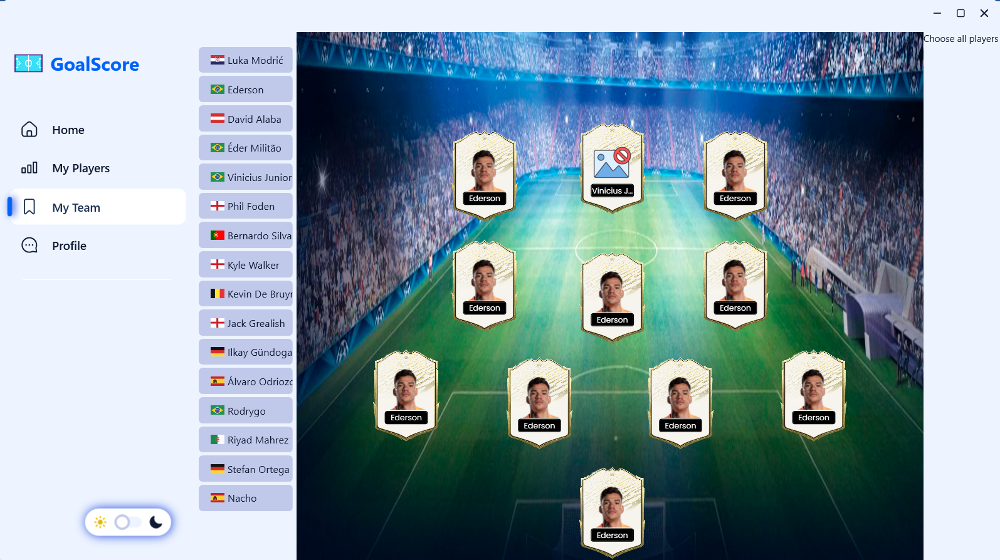 GoalScore
Home
My Players
My Team
Profile
Luka Modrić
Ederson
David Alaba
Éder Militão
Vinicius Junior
Phil Foden
Bernardo Silva
Kyle Walker
Kevin De Bruyn
Jack Grealish
Ilkay Gündoga
Álvaro Odriozo
Rodrygo
Riyad Mahrez
Stefan Ortega
Nacho
Choose all players
Ederson
Vinicius J...
Ederson
Ederson
Ederson
Ederson
Ederson
Ederson
Ederson
Ederson
Ederson